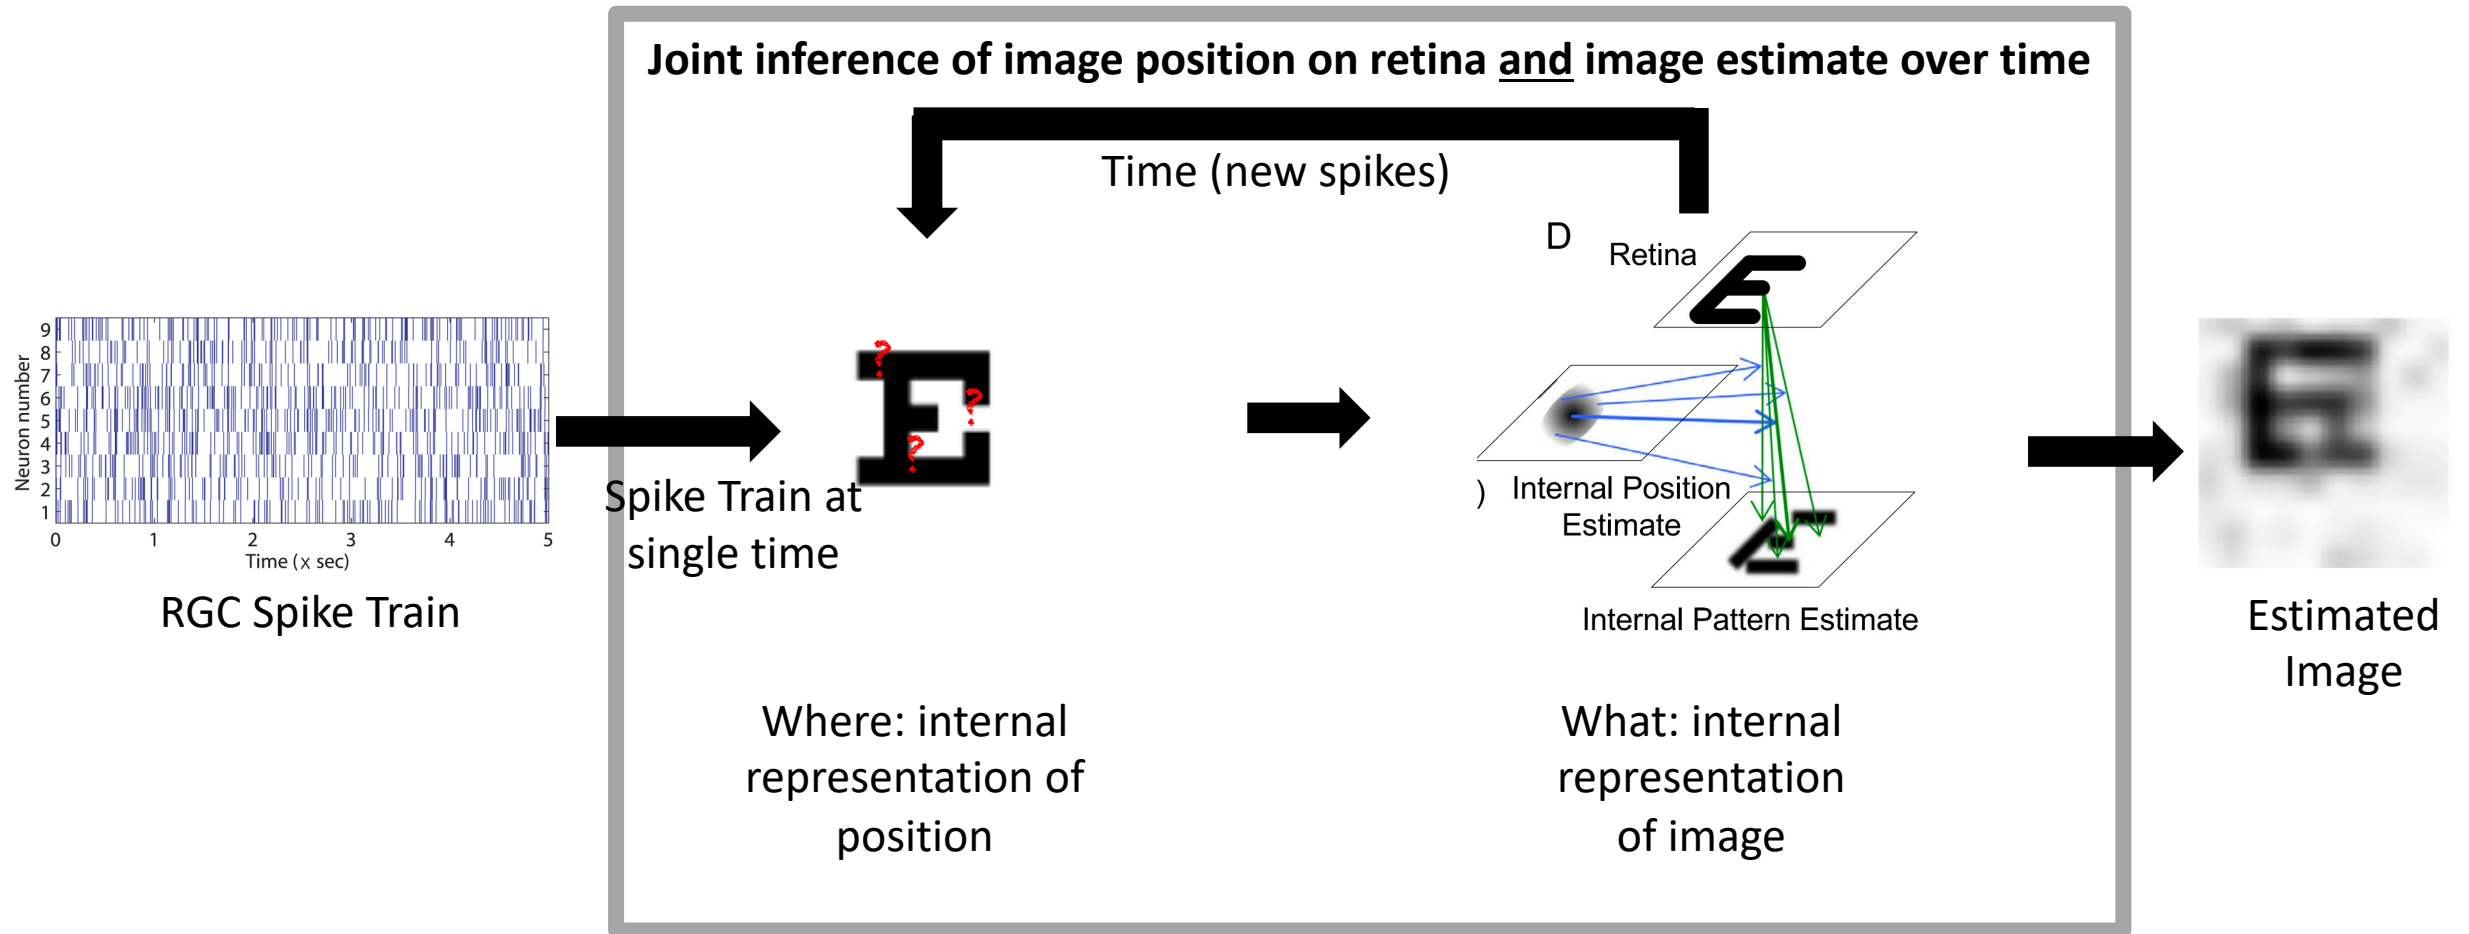 Joint inference of image position on retina and image estimate over time
Time (new spikes)
Neuron number
9
8
7
6
5
4
3
2
1
0 1 2 3 4 5
Time (x sec)
RGC Spike Train
Spike Train at
single time
?
?
?
Where: internal
representation of
position
D
Retina
) Internal Position
Estimate
Internal Pattern Estimate
What: internal
representation
of image
E
Estimated
Image